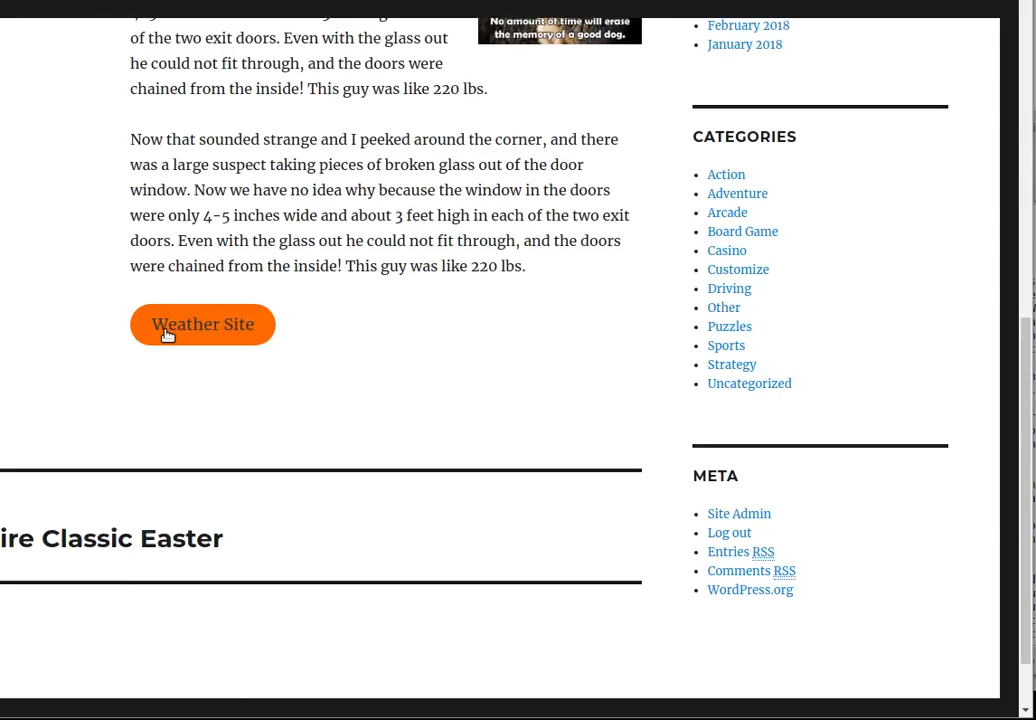 of the two exit doors. Even with the glass out
he could not fit through, and the doors were
chained from the inside! This guy was like 220 lbs.
No amount of time will erase
the memory of a good dog.
Now that sounded strange and I peeked around the corner, and there
was a large suspect taking pieces of broken glass out of the door
window. Now we have no idea why because the window in the doors
were only 4-5 inches wide and about 3 feet high in each of the two exit
doors. Even with the glass out he could not fit through, and the doors
were chained from the inside! This guy was like 220 lbs.
Weather Site
ire Classic Easter
February 2018
January 2018
CATEGORIES
Action
Adventure
Arcade
Board Game
Casino
Customize
Driving
Other
Puzzles
Sports
Strategy
Uncategorized
META
Site Admin
Log out
Entries RSS
Comments RSS
WordPress.org